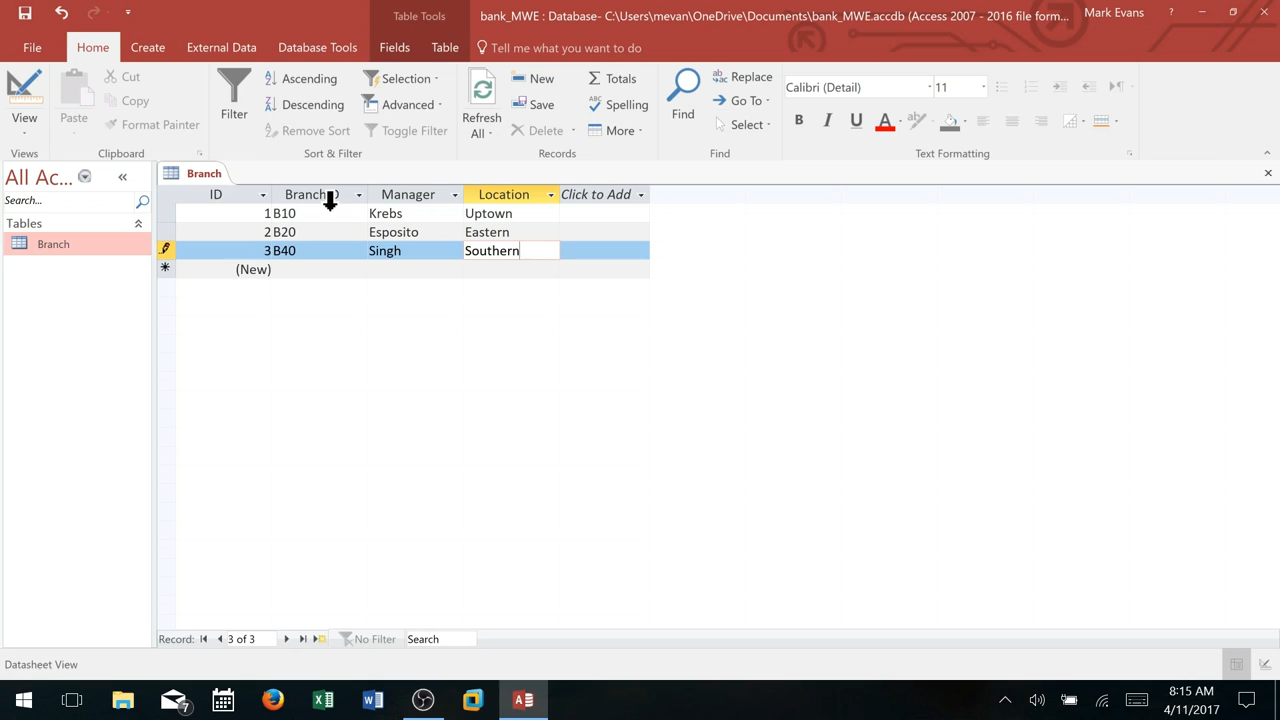 Table Tools
bank_MWE : Database- C:\Users\mevan\OneDrive\Documents\bank_MWE.accdb (Access 2007 - 2016 file form...
Mark Evans
?
File Home Create External Data Database Tools Fields Table Tell me what you want to do
View
Views
Paste
Cut
Copy
Format Painter
Clipboard
Filter
Ascending
Descending
Remove Sort
Selection
Advanced
Toggle Filter
Sort & Filter
Refresh
All
New
Save
Delete
Totals
Spelling
More
Records
Find
Replace
Go To
Select
Find
Calibri (Detail) 11
B I U A
Text Formatting
All Ac...
Search...
Tables
Branch
Branch
ID Branch Manager Location Click to Add
1 B10 Krebs Uptown
2 B20 Esposito Eastern
3 B40 Singh Southern
(New)
Record: 3 of 3 No Filter Search
Datasheet View
7
8:15 AM
4/11/2017